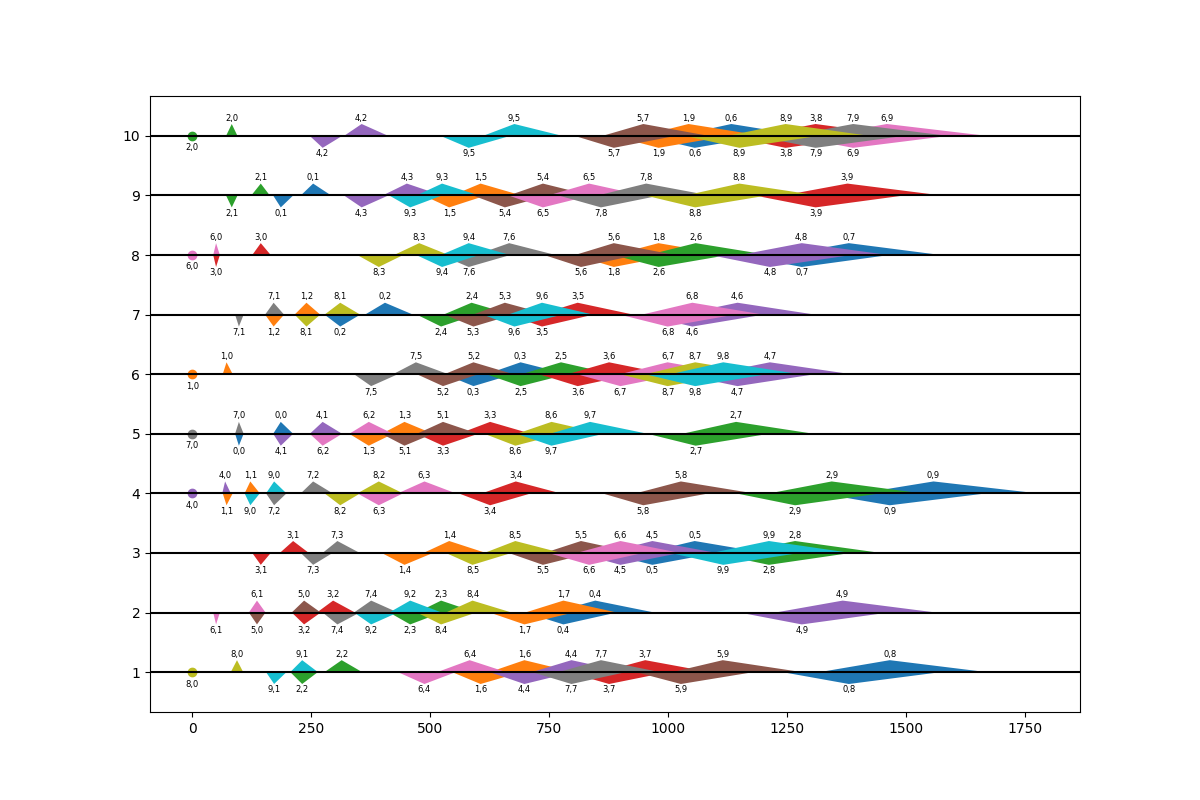 2,0 4,2 9,5 5,7 1,9 0,6 8,9 3,8 7,9 6,9
10
2,0 4,2 9,5 5,7 1,9 0,6 8,9 3,8 7,9 6,9
2,1 0,1 4,3 9,3 1,5 5,4 6,5 7,8 8,8 3,9
9
2,1 0,1 4,3 9,3 1,5 5,4 6,5 7,8 8,8 3,9
6,0 3,0 8,3 9,4 7,6 5,6 1,8 2,6 4,8 0,7
8
6,0 3,0 8,3 9,4 7,6 5,6 1,8 2,6 4,8 0,7
7,1 1,2 8,1 0,2 2,4 5,3 9,6 3,5 6,8 4,6
7
7,1 1,2 8,1 0,2 2,4 5,3 9,6 3,5 6,8 4,6
1,0 7,5 5,2 0,3 2,5 3,6 6,7 8,7 9,8 4,7
6
1,0 7,5 5,2 0,3 2,5 3,6 6,7 8,7 9,8 4,7
7,0 0,0 4,1 6,2 1,3 5,1 3,3 8,6 9,7 2,7
5
7,0 0,0 4,1 6,2 1,3 5,1 3,3 8,6 9,7 2,7
4,0 1,1 9,0 7,2 8,2 6,3 3,4 5,8 2,9 0,9
4
4,0 1,1 9,0 7,2 8,2 6,3 3,4 5,8 2,9 0,9
3,1 7,3 1,4 8,5 5,5 6,6 4,5 0,5 9,9 2,8
3
3,1 7,3 1,4 8,5 5,5 6,6 4,5 0,5 9,9 2,8
6,1 5,0 3,2 7,4 9,2 2,3 8,4 1,7 0,4 4,9
2
6,1 5,0 3,2 7,4 9,2 2,3 8,4 1,7 0,4 4,9
8,0 9,1 2,2 6,4 1,6 4,4 7,7 3,7 5,9 0,8
1
8,0 9,1 2,2 6,4 1,6 4,4 7,7 3,7 5,9 0,8
0 250 500 750 1000 1250 1500 1750